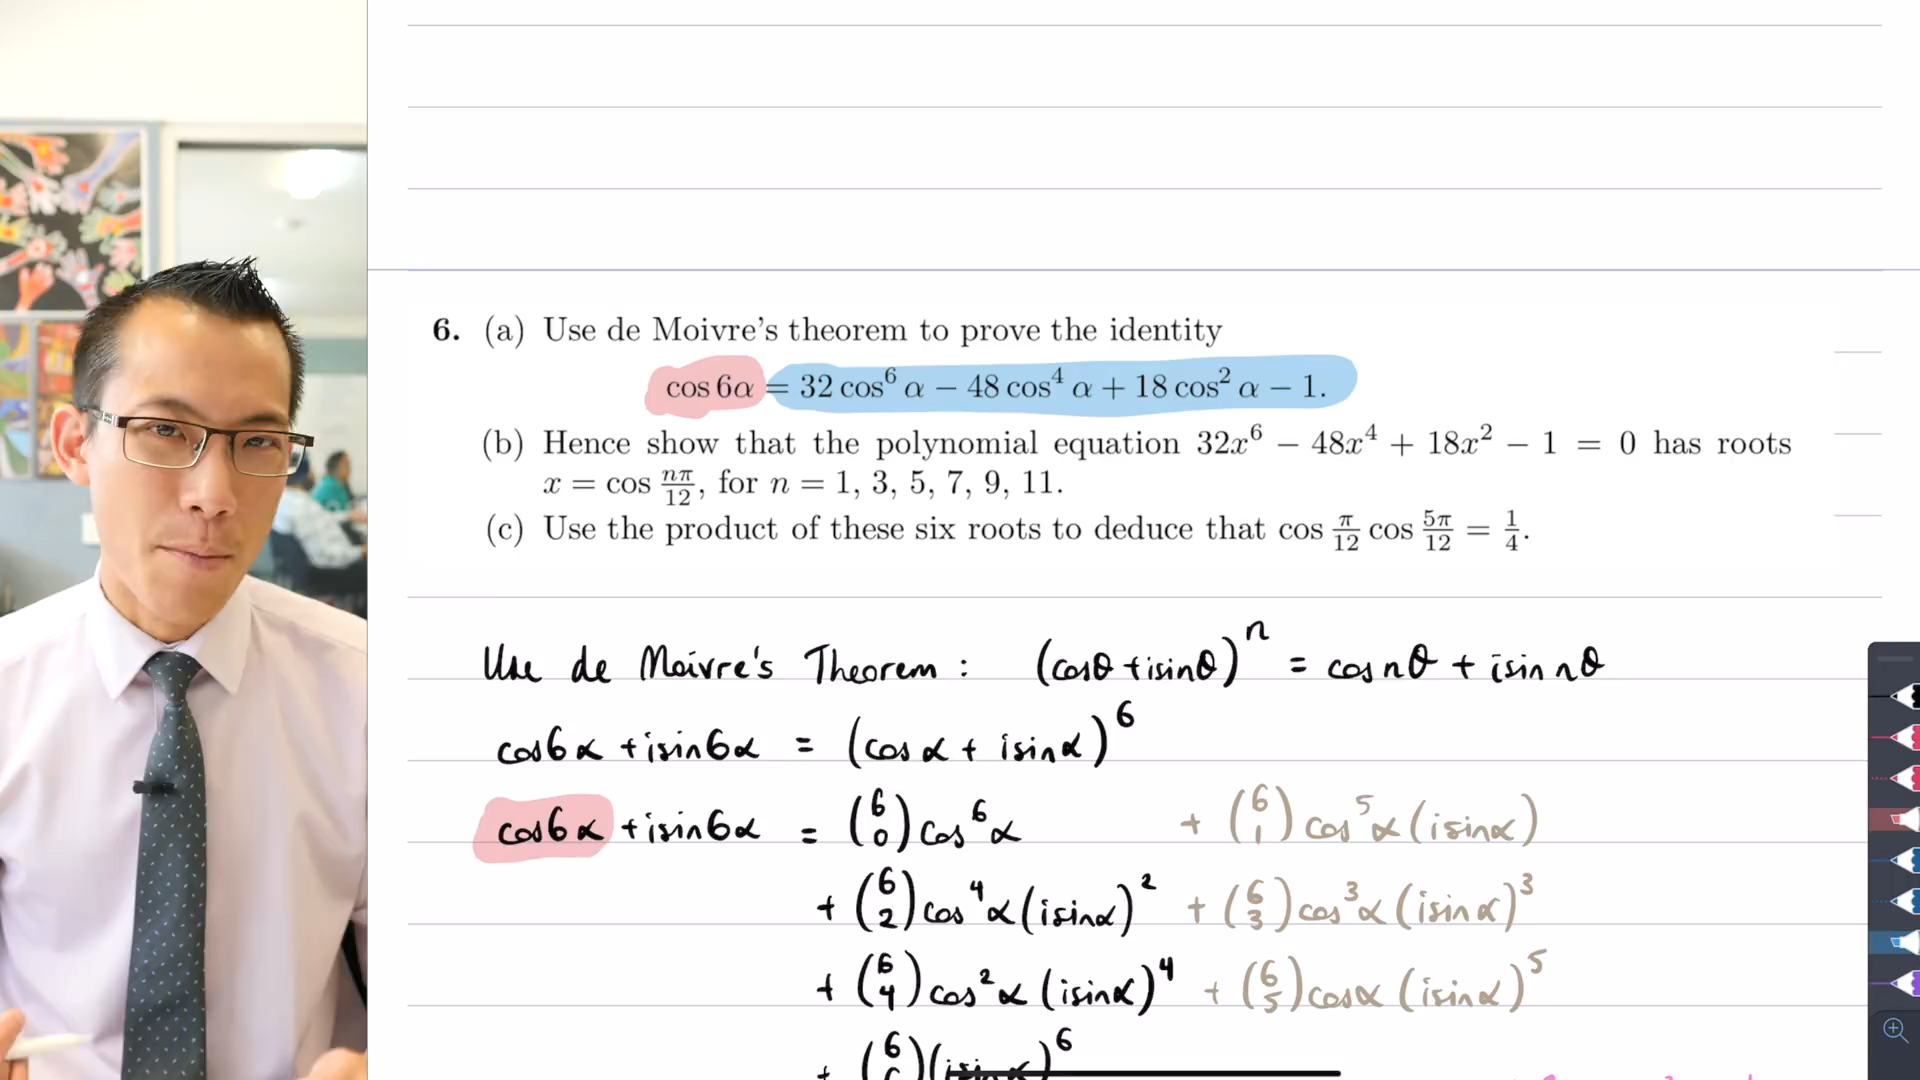 6. (a) Use de Moivre's theorem to prove the identity
cos 6α = 32 cos⁶ α − 48 cos⁴ α + 18 cos² α − 1.
(b) Hence show that the polynomial equation 32x⁶ − 48x⁴ + 18x² − 1 = 0 has roots
x = cos nπ/12, for n = 1, 3, 5, 7, 9, 11.
(c) Use the product of these six roots to deduce that cos π/12 cos 5π/12 = 1/4.
Use de Moivre's Theorem : (cosθ + isinθ)ⁿ = cos nθ + isin nθ
cos6α + isin6α = (cosα + isinα)⁶
cos6α + isin6α = (6 0) cos⁶α + (6 1) cos⁵α (isinα)
+ (6 2) cos⁴α (isinα)² + (6 3) cos³α (isinα)³
+ (6 4) cos²α (isinα)⁴ + (6 5) cosα (isinα)⁵
+ (6 6) (isinα)⁶